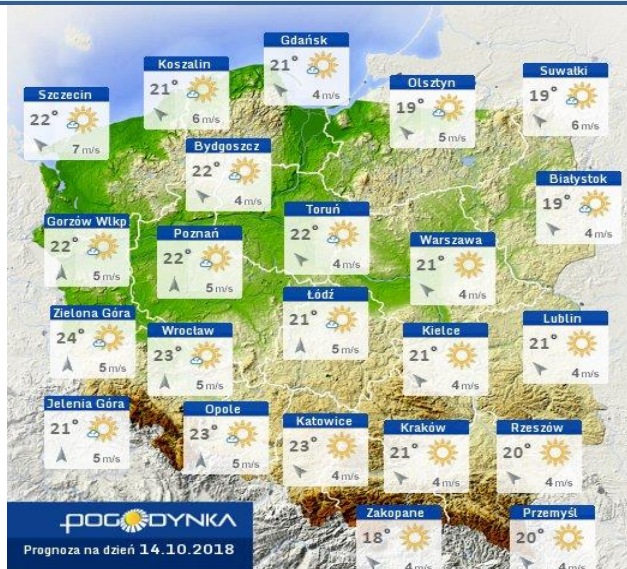 Gdańsk
21°
4 m/s
Koszalin
21°
6 m/s
Szczecin
22°
7 m/s
Olsztyn
19°
5 m/s
Suwałki
19°
6 m/s
Bydgoszcz
22°
4 m/s
Białystok
19°
4 m/s
Gorzów Wlkp
22°
5 m/s
Poznań
22°
5 m/s
Toruń
22°
4 m/s
Warszawa
21°
4 m/s
Zielona Góra
24°
5 m/s
Wrocław
23°
5 m/s
Łódź
21°
5 m/s
Kielce
21°
4 m/s
Lublin
21°
4 m/s
Jelenia Góra
21°
5 m/s
Opole
23°
5 m/s
Katowice
23°
4 m/s
Kraków
21°
4 m/s
Rzeszów
20°
4 m/s
Zakopane
18°
4 m/s
Przemyśl
20°
4 m/s
POGODYNKA
Prognoza na dzień 14.10.2018